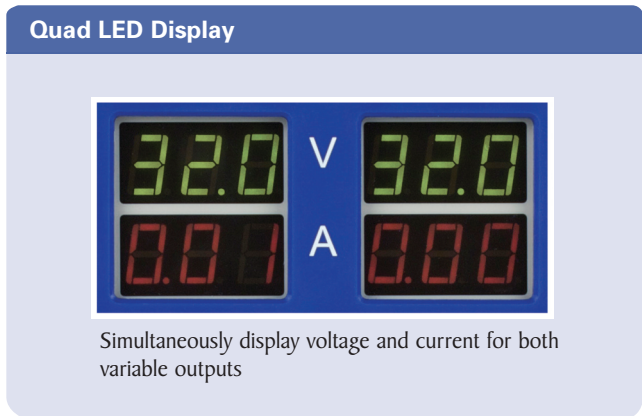 Quad LED Display
32.0 V 32.0
0.01 A 0.00
Simultaneously display voltage and current for both
variable outputs